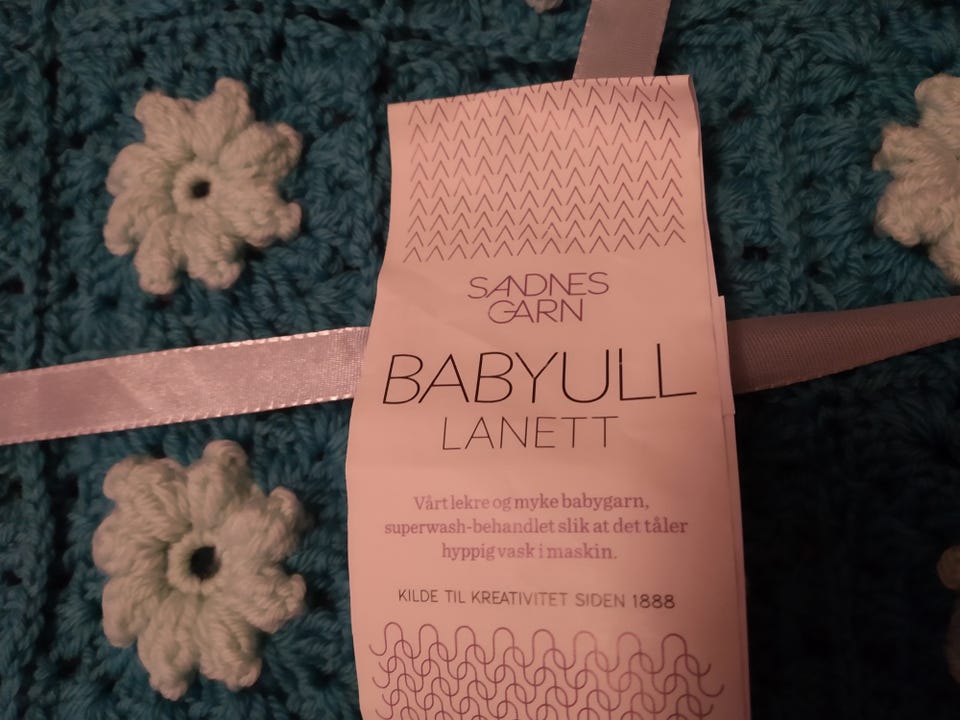 SANDNES
GARN
BABYULL
LANETT
Vårt lekre og myke babygarn,
superwash-behandlet slik at det tåler
hyppig vask i maskin.
KILDE TIL KREATIVITET SIDEN 1888